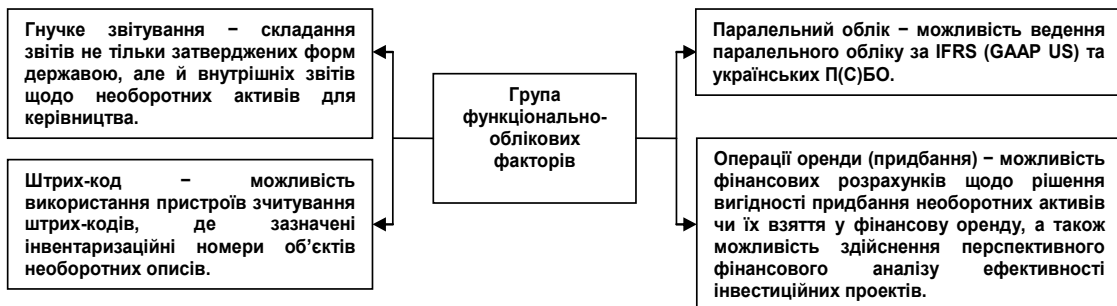 Гнучке звітування – складання
звітів не тільки затверджених форм
державою, але й внутрішніх звітів
щодо необоротних активів для
керівництва.
Штрих-код – можливість
використання пристроїв зчитування
штрих-кодів, де зазначені
інвентаризаційні номери об’єктів
необоротних описів.
Група
функціонально-
облікових
факторів
Паралельний облік – можливість ведення
паралельного обліку за IFRS (GAAP US) та
українських П(С)БО.
Операції оренди (придбання) – можливість
фінансових розрахунків щодо рішення
вигідності придбання необоротних активів
чи їх взяття у фінансову оренду, а також
можливість здійснення перспективного
фінансового аналізу ефективності
інвестиційних проектів.